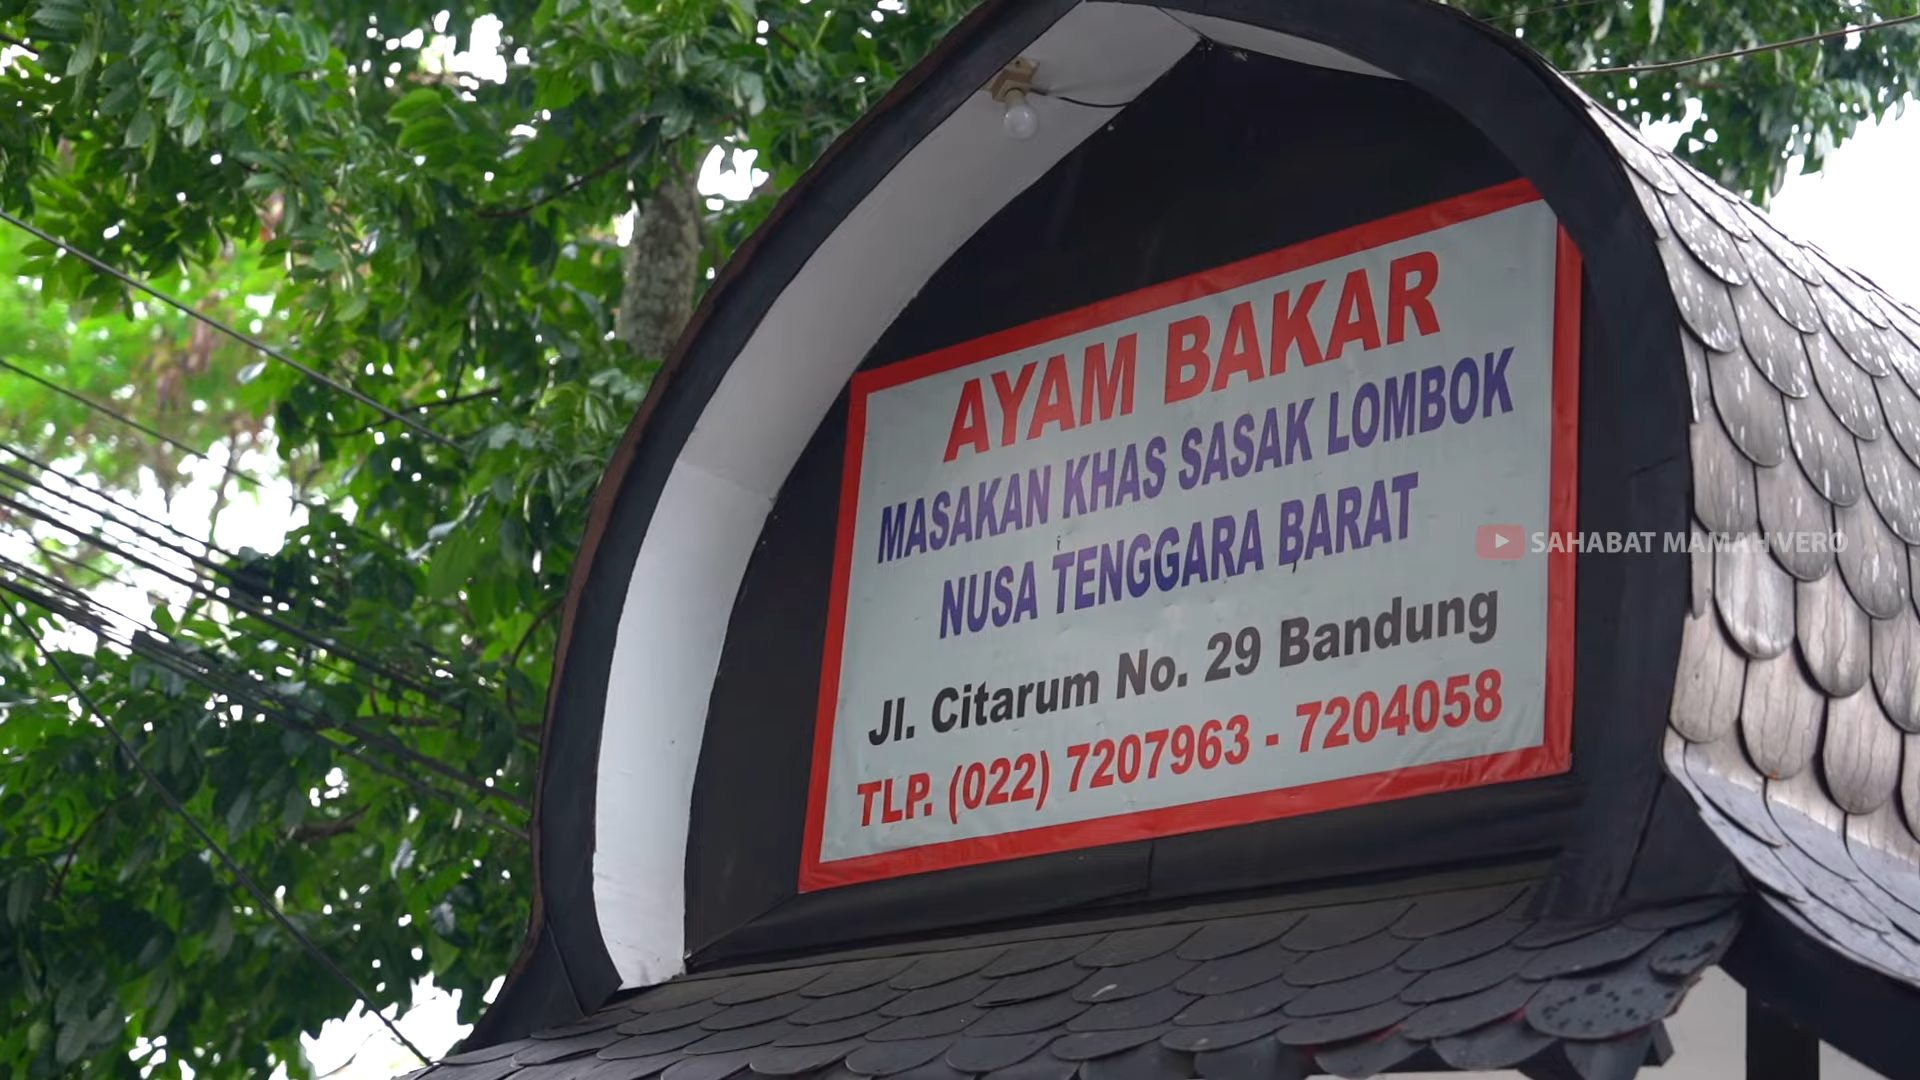 AYAM BAKAR
MASAKAN KHAS SASAK LOMBOK
NUSA TENGGARA BARAT
Jl. Citarum No. 29 Bandung
TLP. (022) 7207963 - 7204058
SAHABAT MAMAH VERO